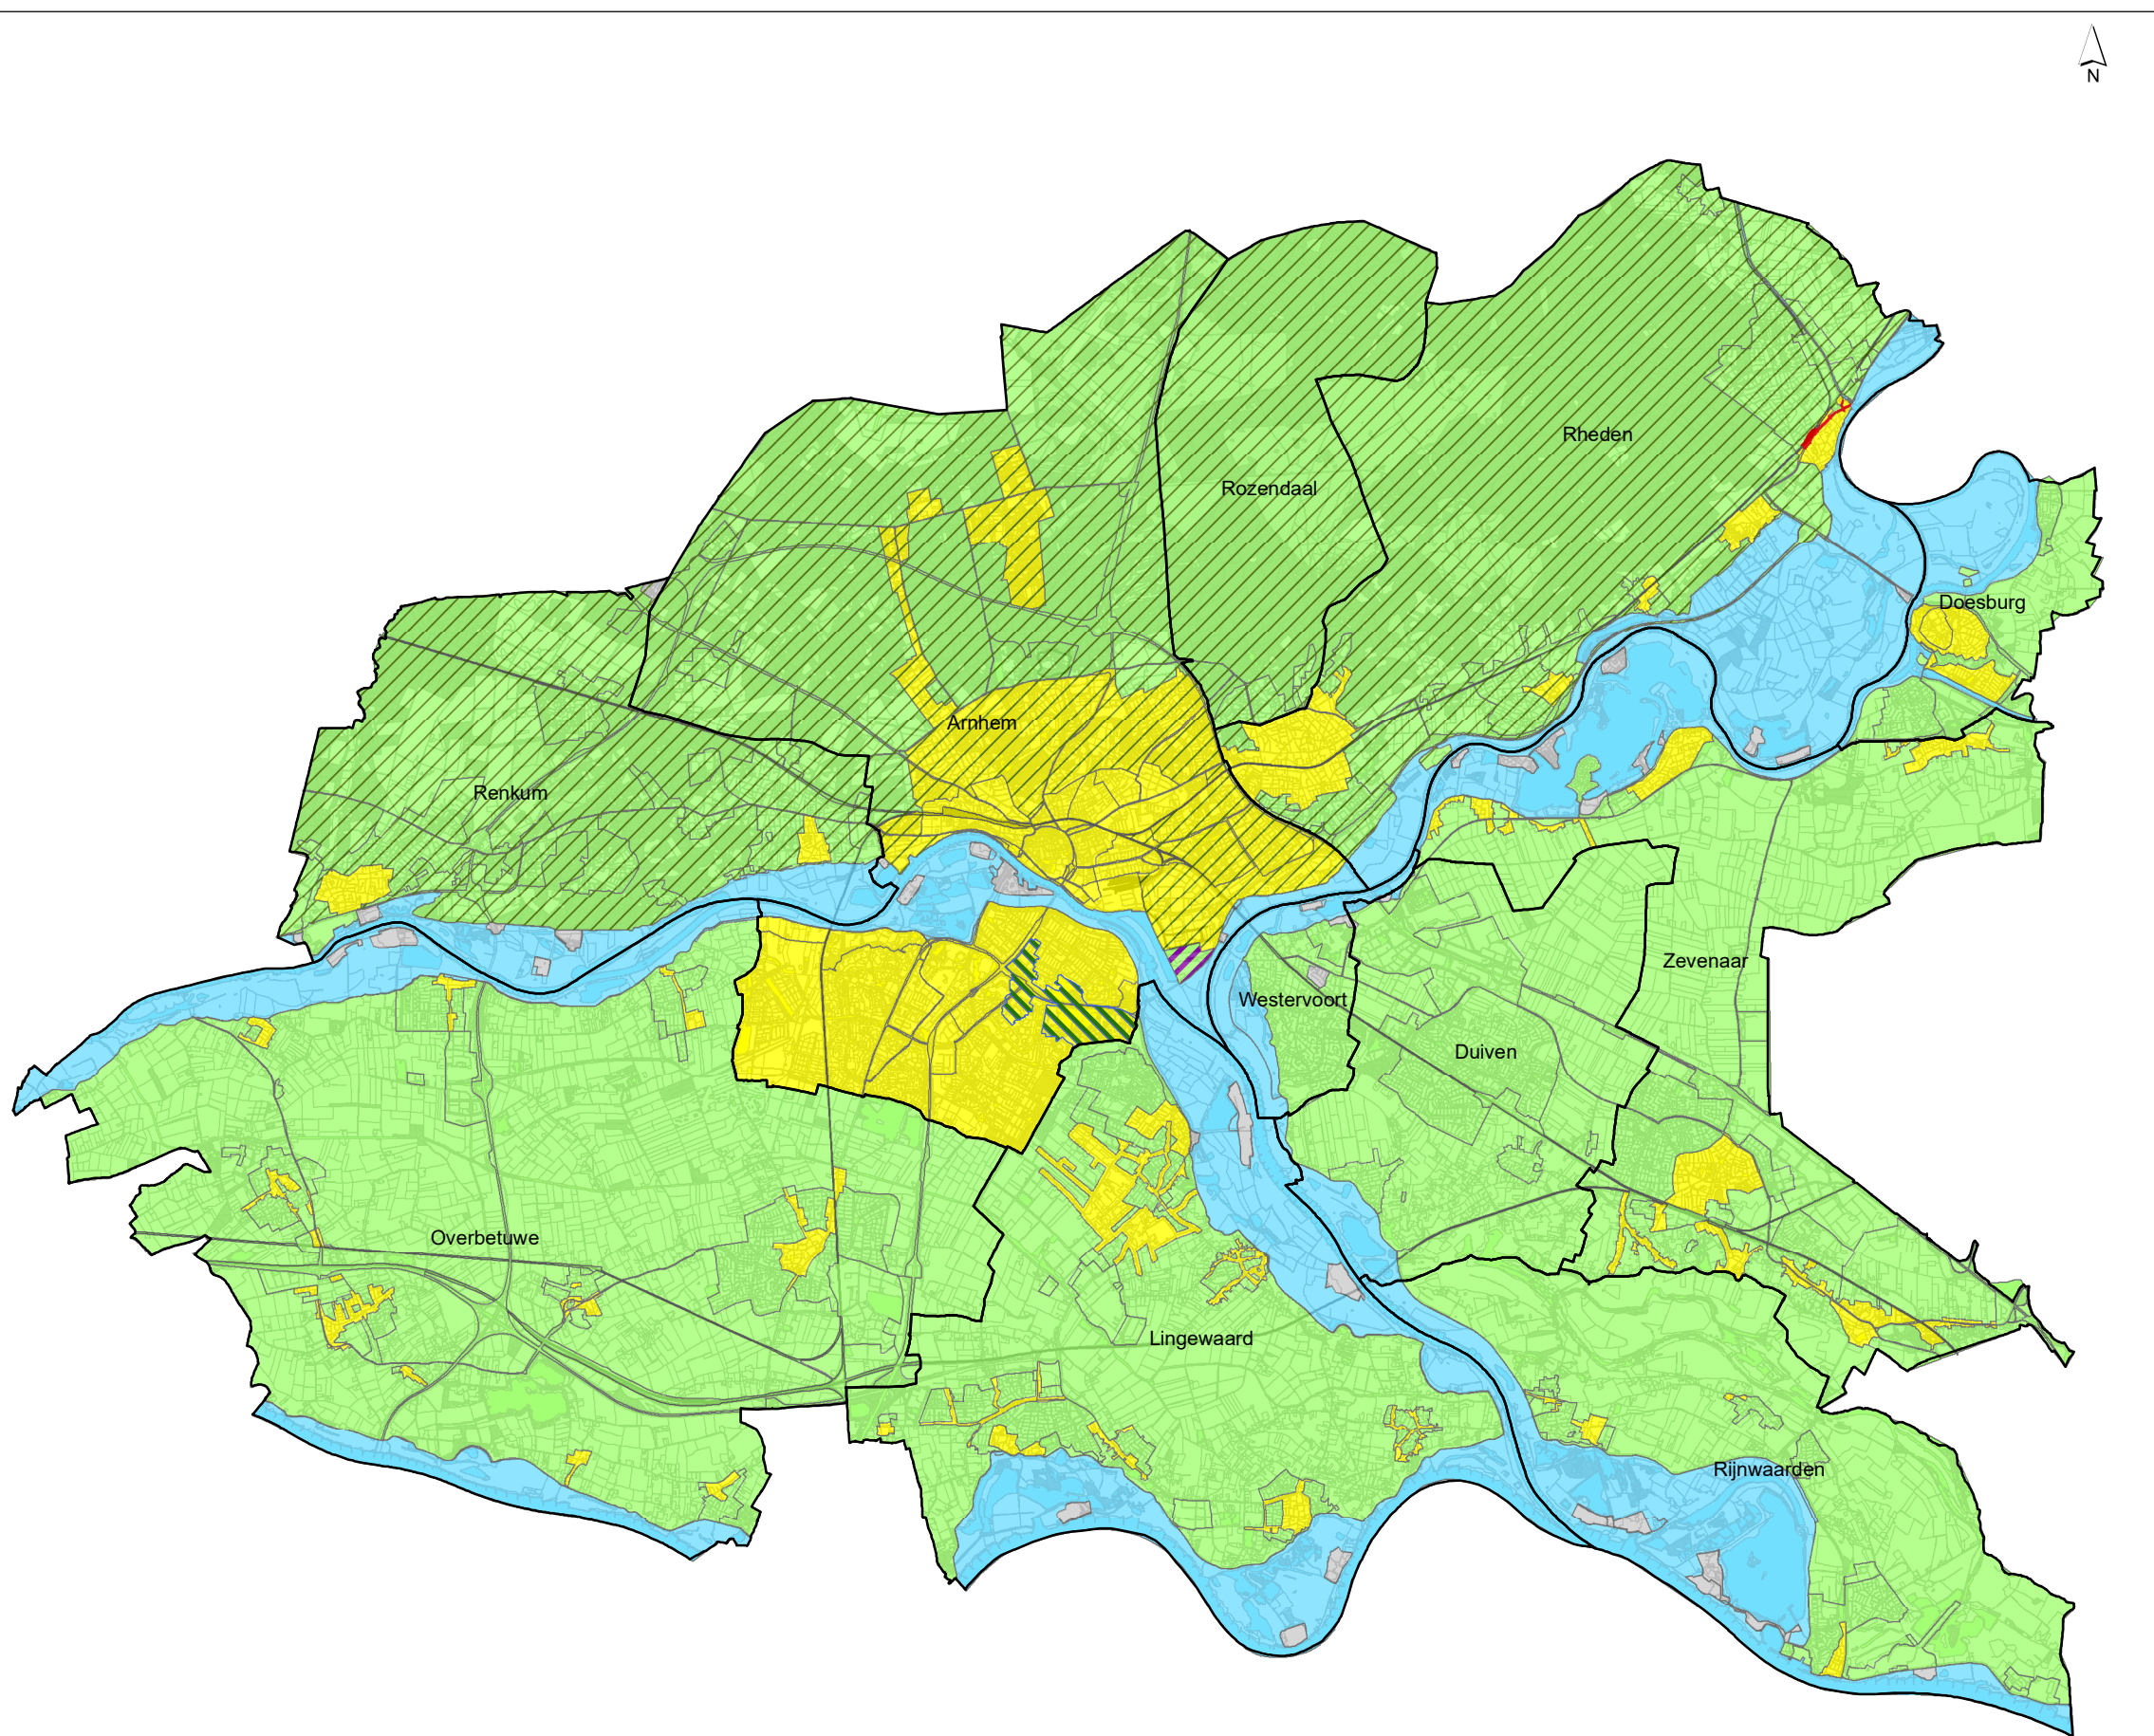 N
Rheden
Rozendaal
Doesburg
Arnhem
Renkum
Zevenaar
Westervoort
Duiven
Overbetuwe
Lingewaard
Rijnwaarden